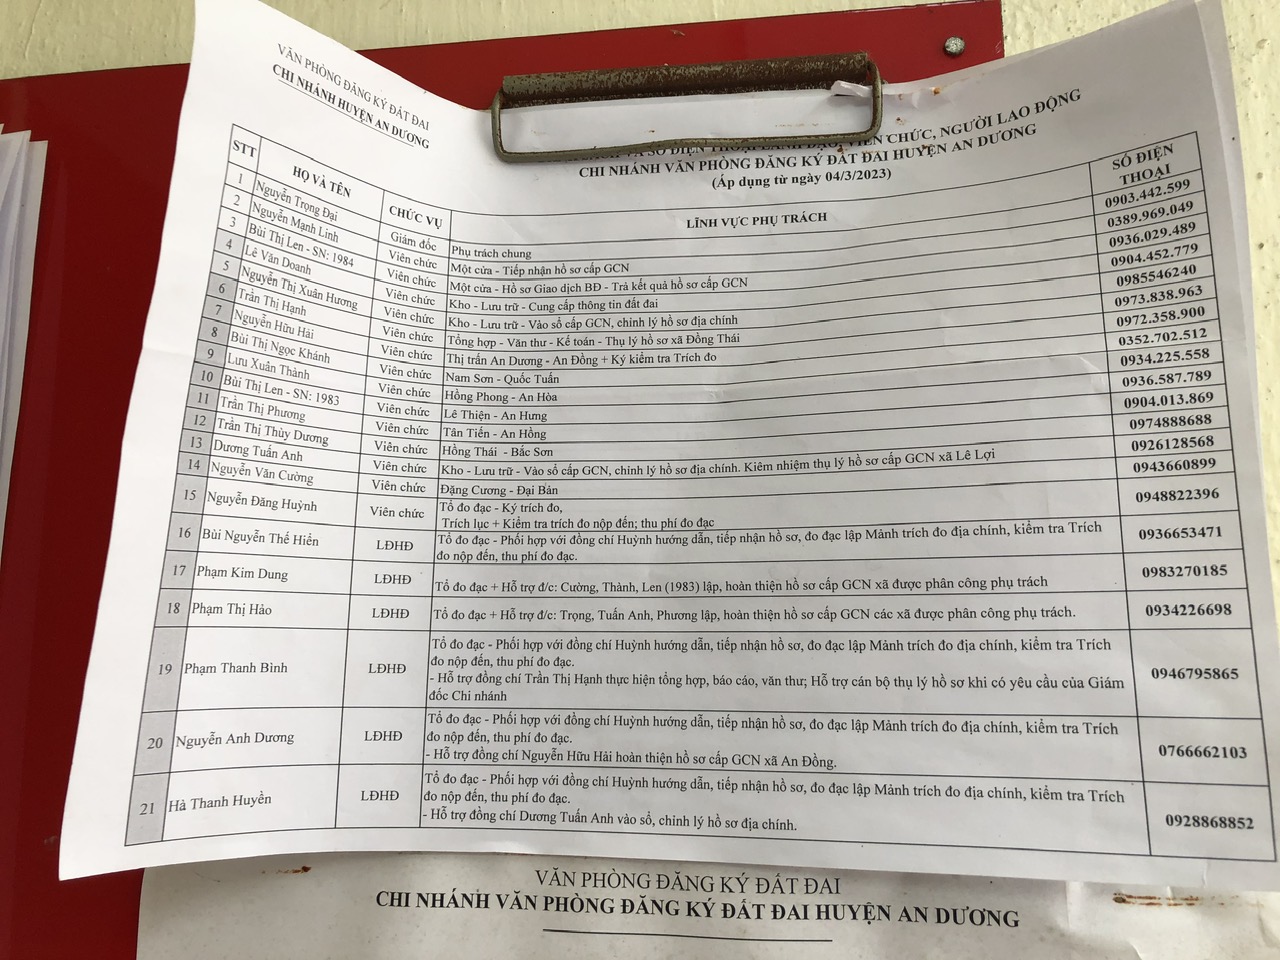 VĂN PHÒNG ĐĂNG KÝ ĐẤT ĐAI
CHI NHÁNH HUYỆN AN DƯƠNG
VÀ SỐ ĐIỆN THOẠI LÃNH ĐẠO, VIÊN CHỨC, NGƯỜI LAO ĐỘNG
CHI NHÁNH VĂN PHÒNG ĐĂNG KÝ ĐẤT ĐAI HUYỆN AN DƯƠNG
(Áp dụng từ ngày 04/3/2023)
STT HỌ VÀ TÊN CHỨC VỤ LĨNH VỰC PHỤ TRÁCH SỐ ĐIỆN
THOẠI
1 Nguyễn Trọng Đại Giám đốc Phụ trách chung 0903.442.599
2 Nguyễn Mạnh Linh Viên chức Một cửa - Tiếp nhận hồ sơ cấp GCN 0389.969.049
3 Bùi Thị Len - SN: 1984 Viên chức Một cửa - Hồ sơ Giao dịch BĐ - Trả kết quả hồ sơ cấp GCN 0936.029.489
4 Lê Văn Doanh Viên chức Kho - Lưu trữ - Cung cấp thông tin đất đai 0904.452.779
5 Nguyễn Thị Xuân Hương Viên chức Kho - Lưu trữ - Vào sổ cấp GCN, chỉnh lý hồ sơ địa chính 0985546240
6 Trần Thị Hạnh Viên chức Tổng hợp - Văn thư - Kế toán - Thụ lý hồ sơ xã Đồng Thái 0973.838.963
7 Nguyễn Hữu Hải Viên chức Thị trấn An Dương - An Đồng + Ký kiểm tra Trích đo 0972.358.900
8 Bùi Thị Ngọc Khánh Viên chức Nam Sơn - Quốc Tuấn 0352.702.512
9 Lưu Xuân Thành Viên chức Hồng Phong - An Hòa 0934.225.558
10 Bùi Thị Len - SN: 1983 Viên chức Lê Thiện - An Hưng 0936.587.789
11 Trần Thị Phương Viên chức Tân Tiến - An Hồng 0904.013.869
12 Trần Thị Thùy Dương Viên chức Hồng Thái - Bắc Sơn 0974888688
13 Dương Tuấn Anh Viên chức Kho - Lưu trữ - Vào sổ cấp GCN, chỉnh lý hồ sơ địa chính. Kiêm nhiệm thụ lý hồ sơ cấp GCN xã Lê Lợi 0926128568
14 Nguyễn Văn Cường Viên chức Đặng Cương - Đại Bản 0943660899
15 Nguyễn Đăng Huỳnh Viên chức Tổ đo đạc - Ký trích đo, 0948822396
Trích lục + Kiểm tra trích đo nộp đến; thu phí đo đạc
16 Bùi Nguyễn Thế Hiển LĐHĐ Tổ đo đạc - Phối hợp với đồng chí Huỳnh hướng dẫn, tiếp nhận hồ sơ, đo đạc lập Mảnh trích đo địa chính, kiểm tra Trích 0936653471
đo nộp đến, thu phí đo đạc.
17 Phạm Kim Dung LĐHĐ Tổ đo đạc + Hỗ trợ đ/c: Cường, Thành, Len (1983) lập, hoàn thiện hồ sơ cấp GCN xã được phân công phụ trách 0983270185
18 Phạm Thị Hảo LĐHĐ Tổ đo đạc + Hỗ trợ đ/c: Trọng, Tuấn Anh, Phương lập, hoàn thiện hồ sơ cấp GCN các xã được phân công phụ trách. 0934226698
19 Phạm Thanh Bình LĐHĐ Tổ đo đạc - Phối hợp với đồng chí Huỳnh hướng dẫn, tiếp nhận hồ sơ, đo đạc lập Mảnh trích đo địa chính, kiểm tra Trích 0946795865
đo nộp đến, thu phí đo đạc.
- Hỗ trợ đồng chí Trần Thị Hạnh thực hiện tổng hợp, báo cáo, văn thư; Hỗ trợ cán bộ thụ lý hồ sơ khi có yêu cầu của Giám
đốc Chi nhánh
20 Nguyễn Anh Dương LĐHĐ Tổ đo đạc - Phối hợp với đồng chí Huỳnh hướng dẫn, tiếp nhận hồ sơ, đo đạc lập Mảnh trích đo địa chính, kiểm tra Trích 0766662103
đo nộp đến, thu phí đo đạc.
- Hỗ trợ đồng chí Nguyễn Hữu Hải hoàn thiện hồ sơ cấp GCN xã An Đồng.
21 Hà Thanh Huyền LĐHĐ Tổ đo đạc - Phối hợp với đồng chí Huỳnh hướng dẫn, tiếp nhận hồ sơ, đo đạc lập Mảnh trích đo địa chính, kiểm tra Trích 0928868852
đo nộp đến, thu phí đo đạc.
- Hỗ trợ đồng chí Dương Tuấn Anh vào sổ, chỉnh lý hồ sơ địa chính.
VĂN PHÒNG ĐĂNG KÝ ĐẤT ĐAI
CHI NHÁNH VĂN PHÒNG ĐĂNG KÝ ĐẤT ĐAI HUYỆN AN DƯƠNG